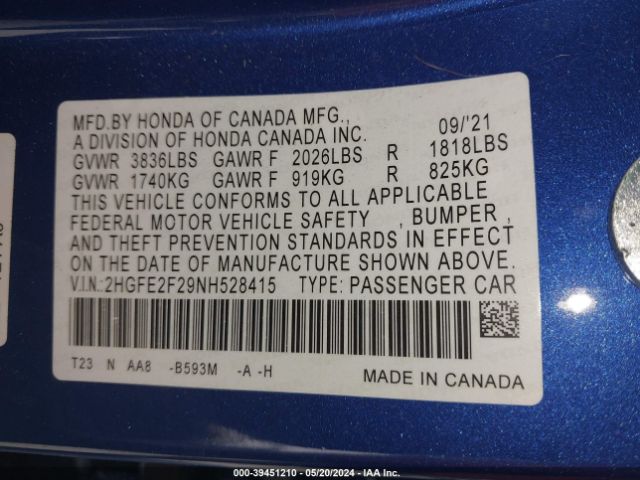 MFD.BY HONDA OF CANADA MFG.,
A DIVISION OF HONDA CANADA INC. 09/'21
GVWR 3836LBS GAWR F 2026LBS R 1818LBS
GVWR 1740KG GAWR F 919KG R 825KG
THIS VEHICLE CONFORMS TO ALL APPLICABLE
FEDERAL MOTOR VEHICLE SAFETY , BUMPER ,
AND THEFT PREVENTION STANDARDS IN EFFECT
ON THE DATE OF MANUFACTURE SHOWN ABOVE.
V.I.N.:2HGFE2F29NH528415 TYPE: PASSENGER CAR
T23 N AA8 -B593M -A -H
MADE IN CANADA
000-39451210 - 05/20/2024 - IAA Inc.